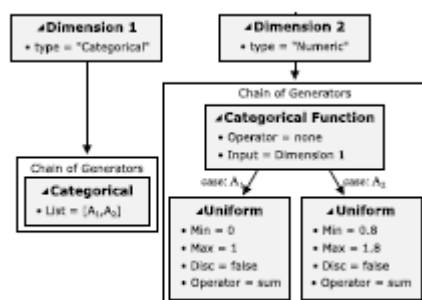 ◢Dimension 1
• type = "Categorical"
◢Dimension 2
• type = "Numeric"
Chain of Generators
◢Categorical Function
• Operator = none
• Input = Dimension 1
Chain of Generators
◢Categorical
• List = [A₁,A₂]
case: A₁
case: A₂
◢Uniform
• Min = 0
• Max = 1
• Disc = false
• Operator = sum
◢Uniform
• Min = 0.8
• Max = 1.8
• Disc = false
• Operator = sum